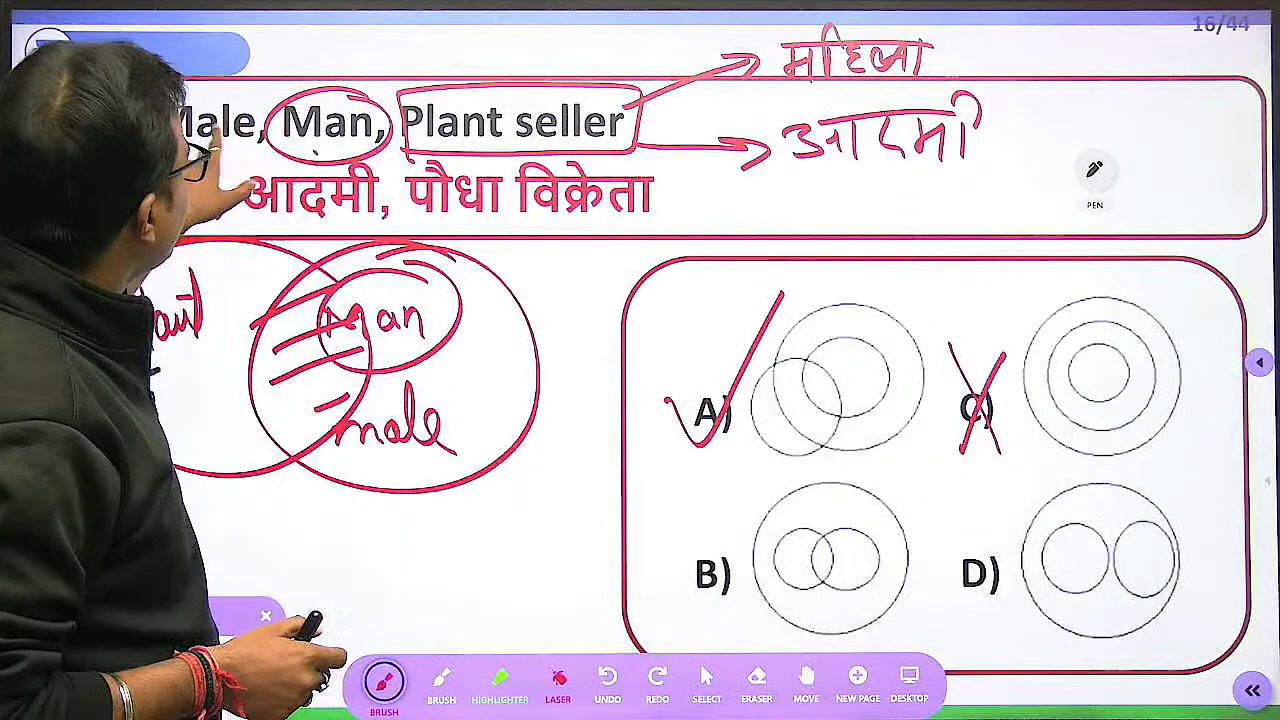 16/44
महिला
Male, Man, Plant seller
आदमी
आदमी, पौधा विक्रेता
PEN
Man
male
A)
C)
B)
D)
BRUSH
BRUSH
HIGHLIGHTER
LASER
UNDO
REDO
SELECT
ERASER
MOVE
NEW PAGE
DESKTOP